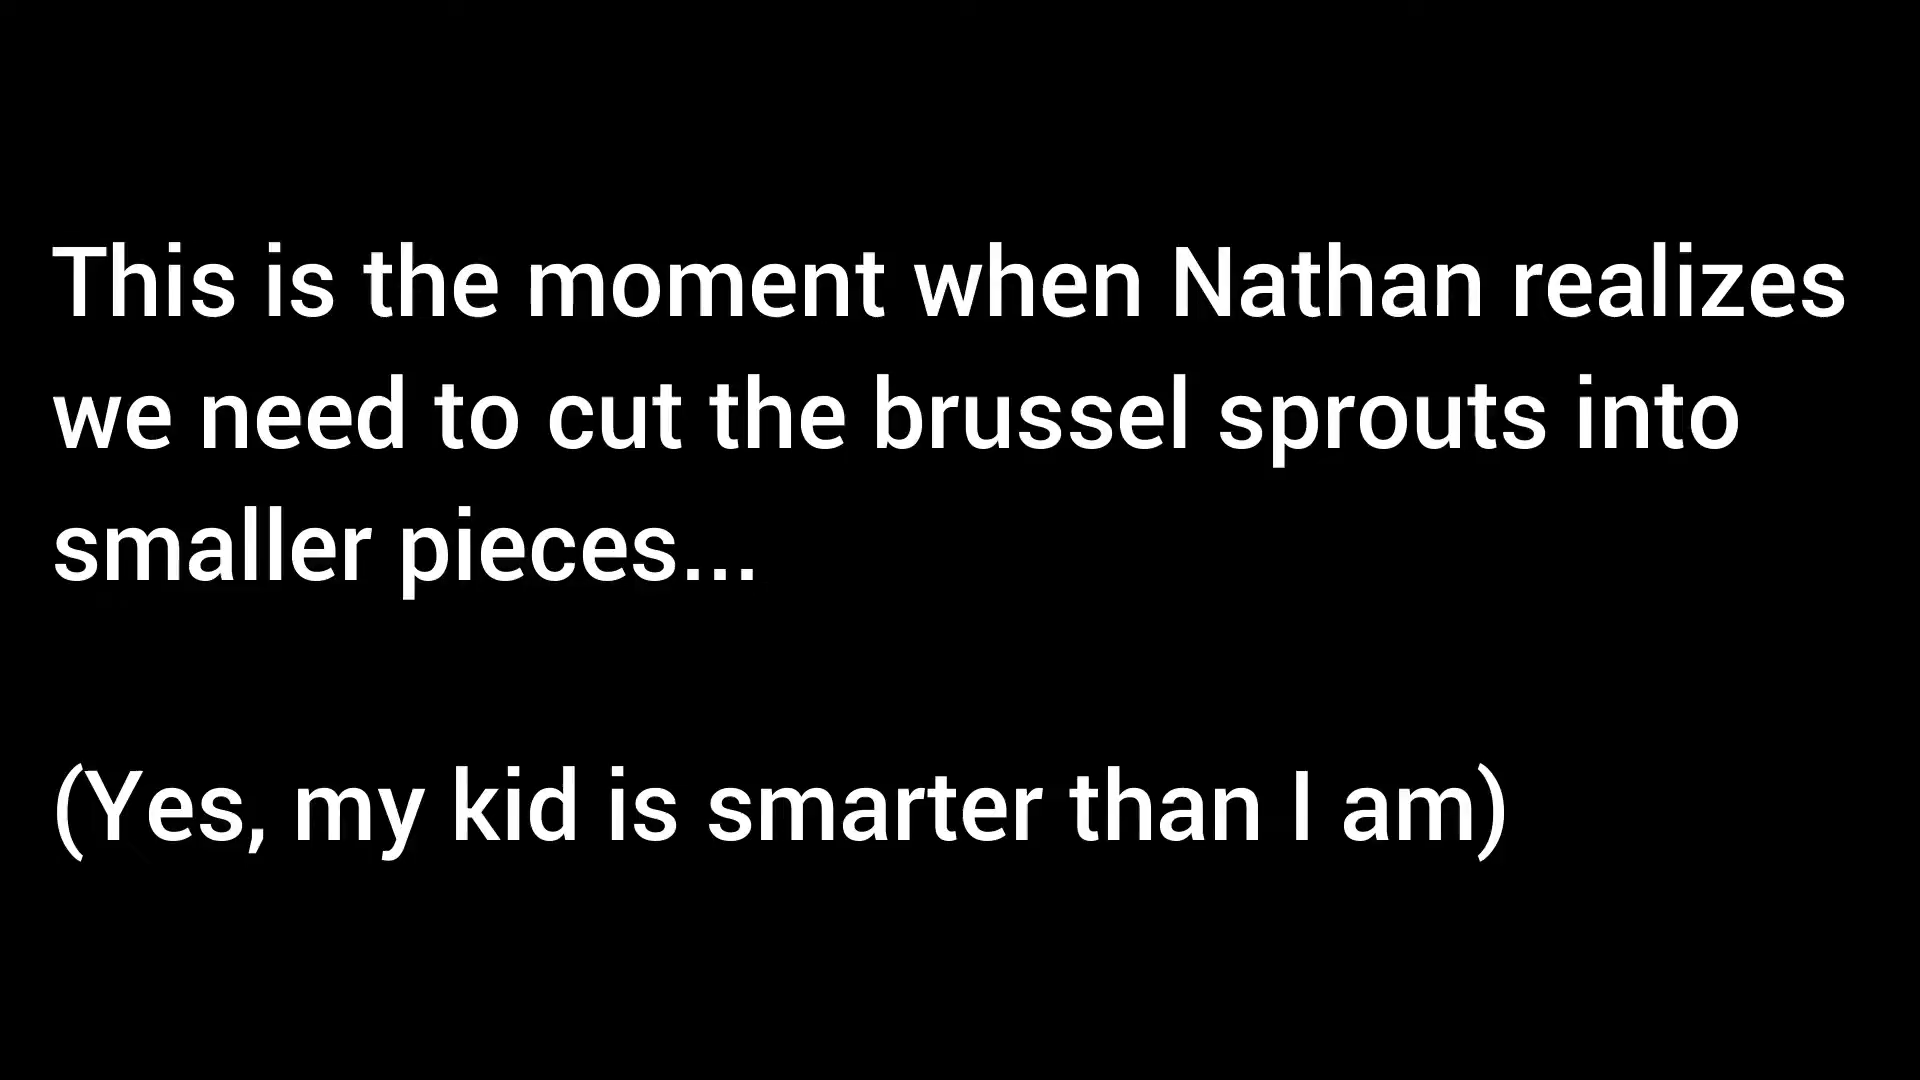 This is the moment when Nathan realizes
we need to cut the brussel sprouts into
smaller pieces...
(Yes, my kid is smarter than I am)